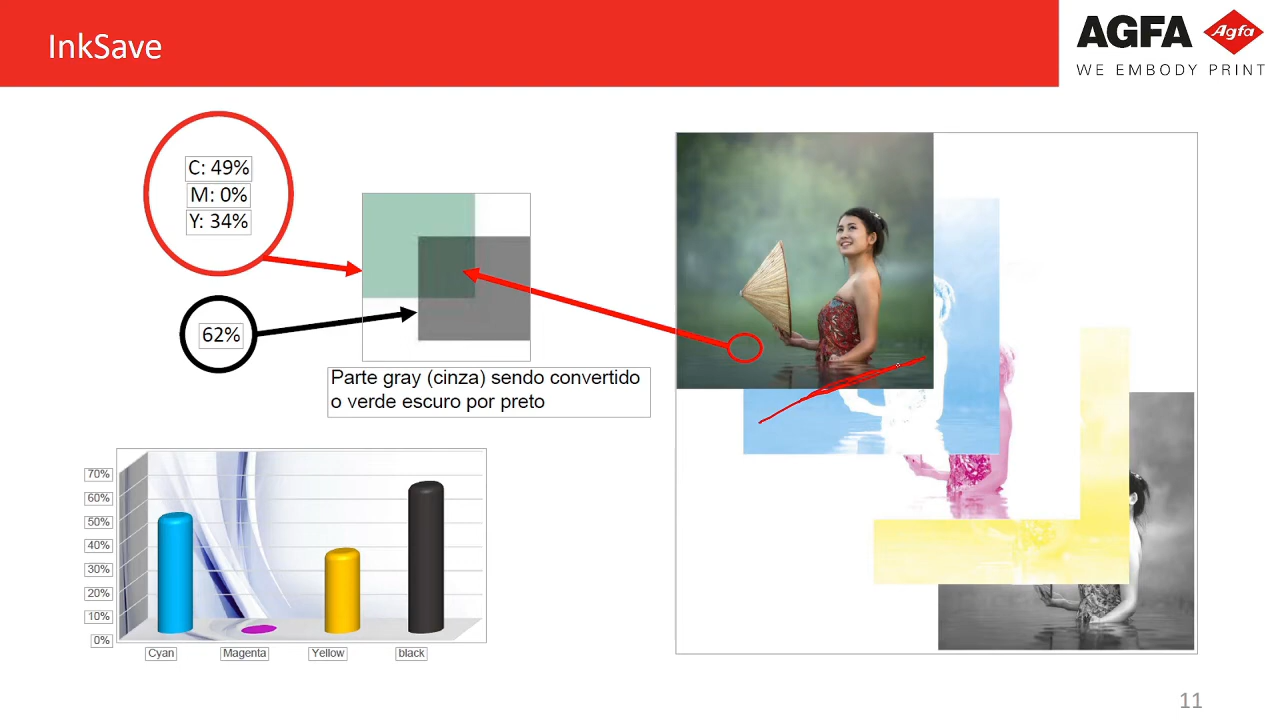 InkSave
AGFA
Agfa
WE EMBODY PRINT
C: 49%
M: 0%
Y: 34%
62%
Parte gray (cinza) sendo convertido
o verde escuro por preto
70%
60%
50%
40%
30%
20%
10%
0%
Cyan
Magenta
Yellow
black
11